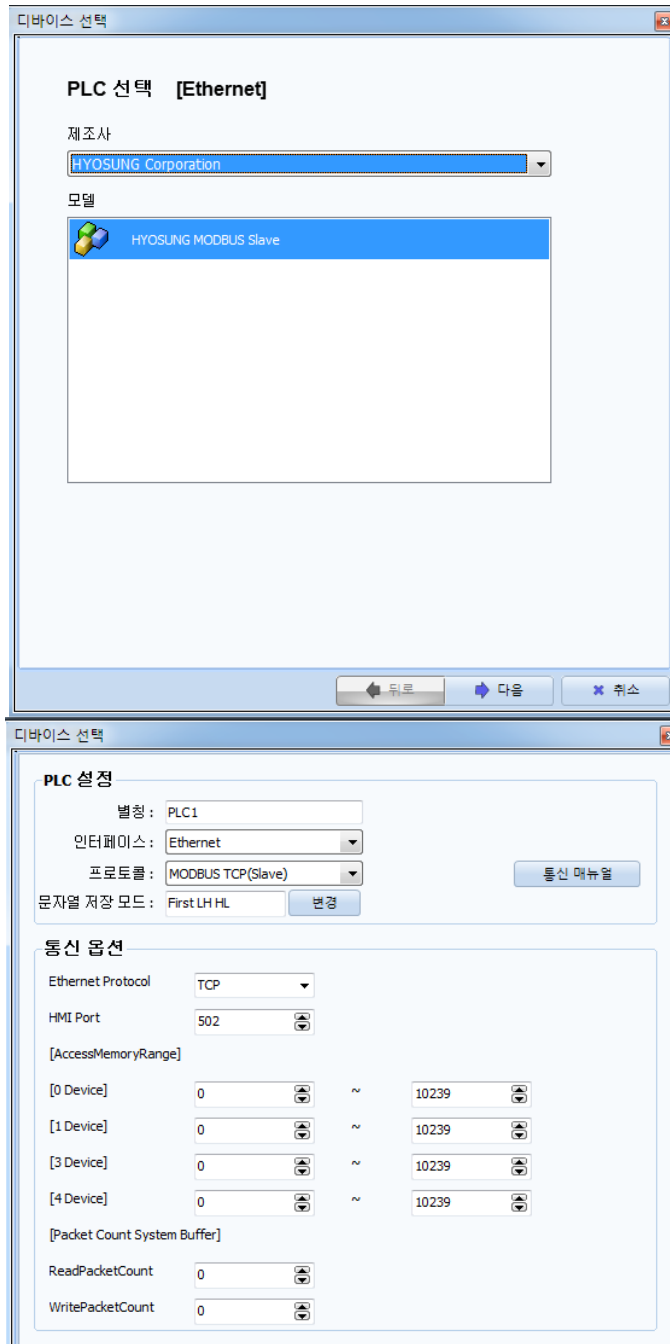 디바이스 선택
PLC 선택 [Ethernet]
제조사
HYOSUNG Corporation
모델
HYOSUNG MODBUS Slave
뒤로 다음 취소
디바이스 선택
PLC 설정
별칭 : PLC1
인터페이스 : Ethernet
프로토콜 : MODBUS TCP(Slave) 통신 매뉴얼
문자열 저장 모드 : First LH HL 변경
통신 옵션
Ethernet Protocol TCP
HMI Port 502
[AccessMemoryRange]
[0 Device] 0 ~ 10239
[1 Device] 0 ~ 10239
[3 Device] 0 ~ 10239
[4 Device] 0 ~ 10239
[Packet Count System Buffer]
ReadPacketCount 0
WritePacketCount 0